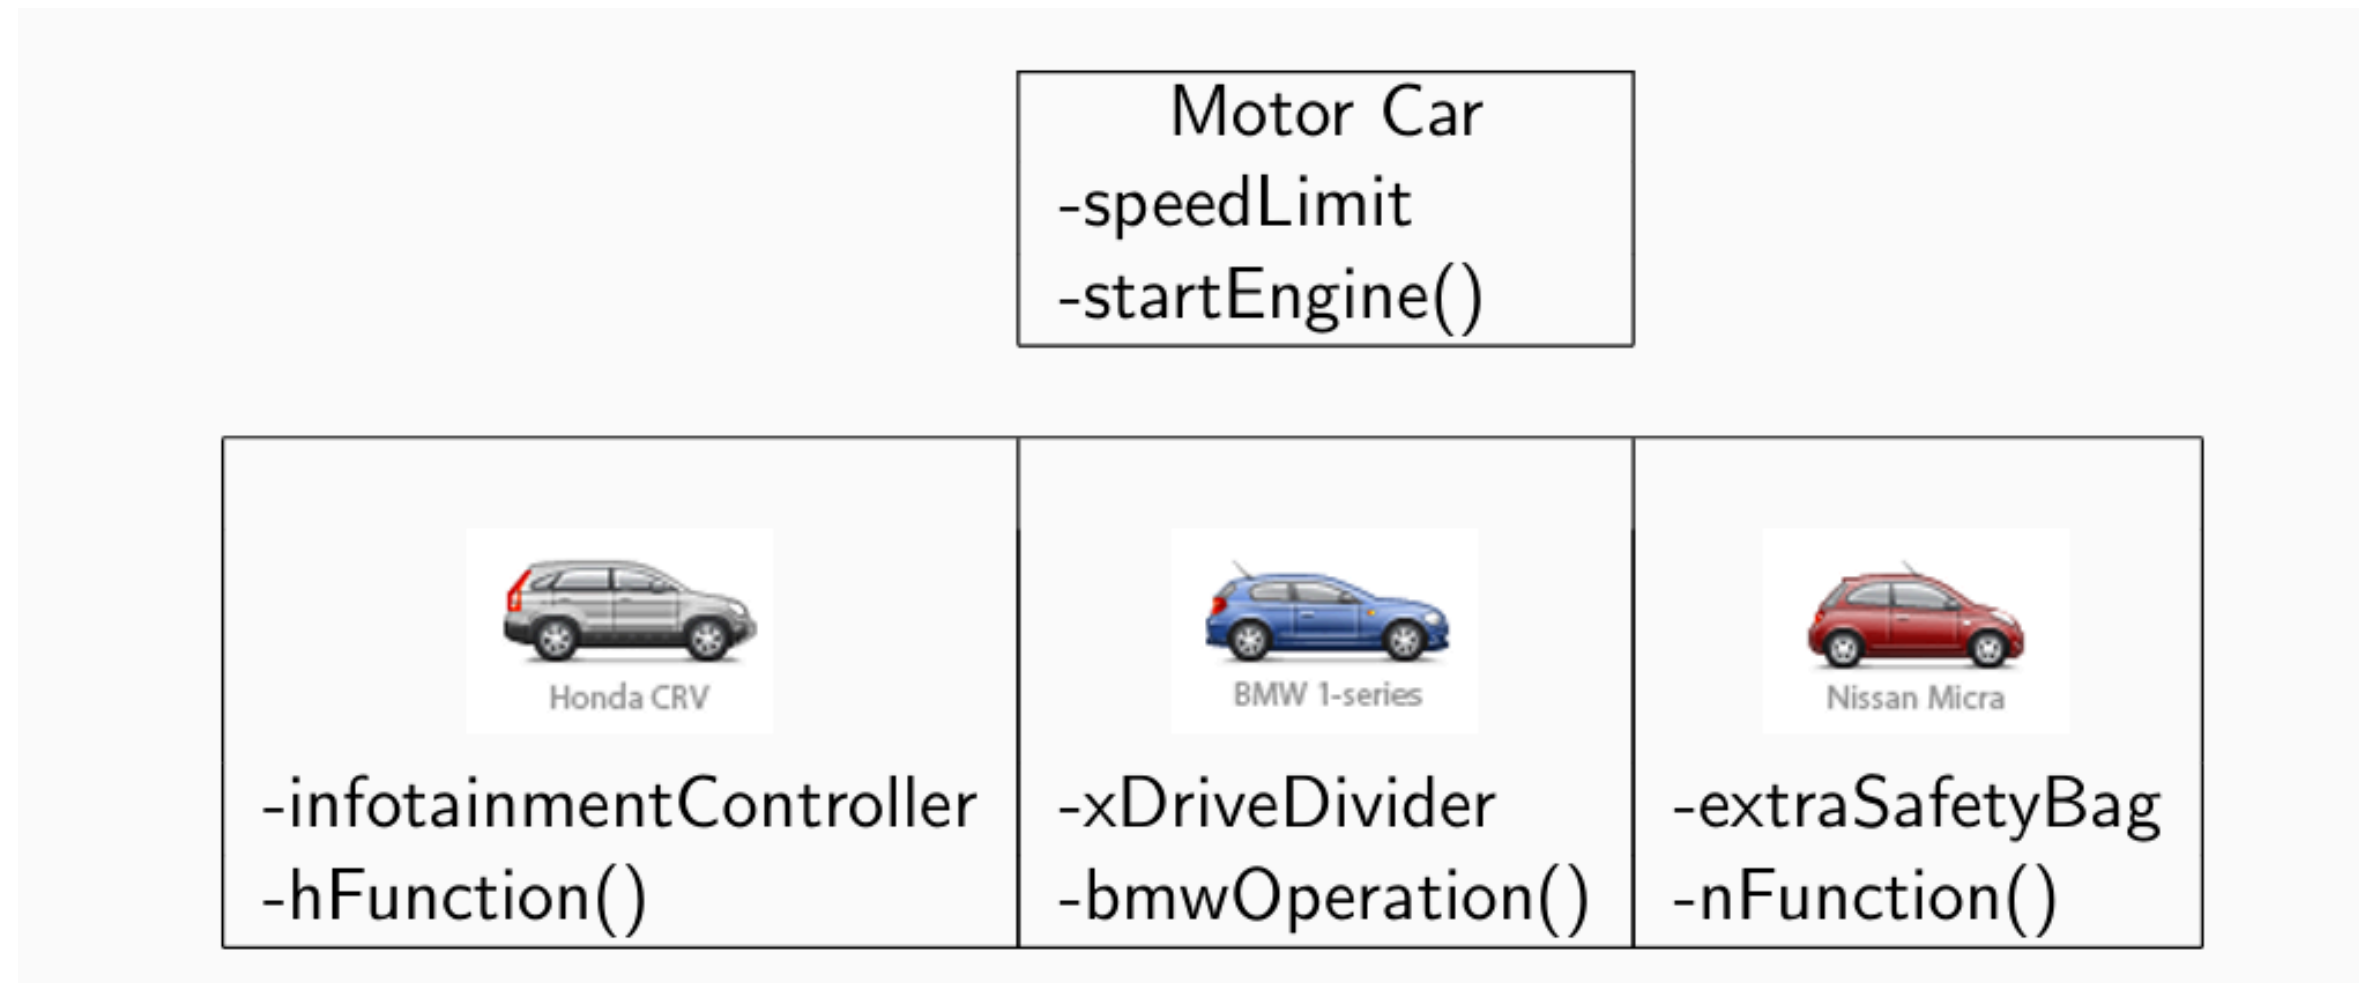 Motor Car
-speedLimit
-startEngine()
Honda CRV
-infotainmentController
-hFunction()
BMW 1-series
-xDriveDivider
-bmwOperation()
Nissan Micra
-extraSafetyBag
-nFunction()